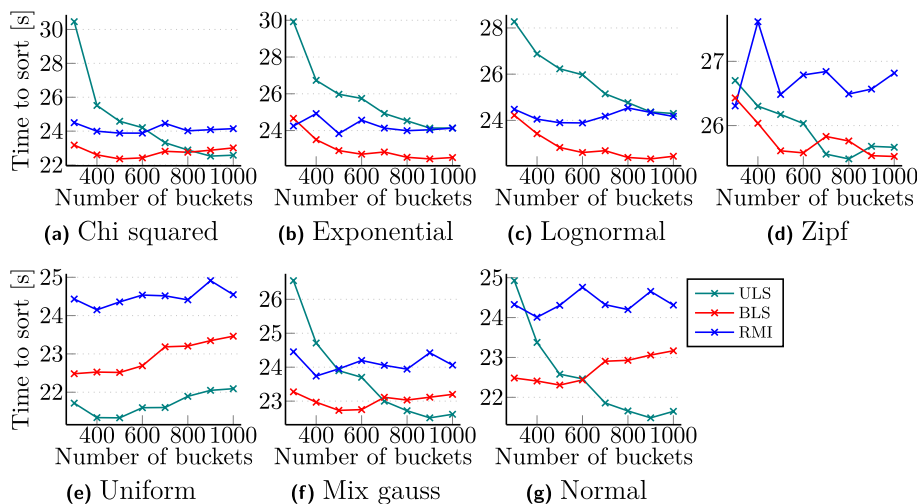 Time to sort [s]
30
28
26
24
22
400 600 800 1000
Number of buckets
(a) Chi squared
30
28
26
24
400 600 800 1000
Number of buckets
(b) Exponential
28
26
24
400 600 800 1000
Number of buckets
(c) Lognormal
27
26
400 600 800 1000
Number of buckets
(d) Zipf
Time to sort [s]
25
24
23
22
400 600 800 1000
Number of buckets
(e) Uniform
26
25
24
23
400 600 800 1000
Number of buckets
(f) Mix gauss
25
24
23
22
400 600 800 1000
Number of buckets
(g) Normal
ULS
BLS
RMI